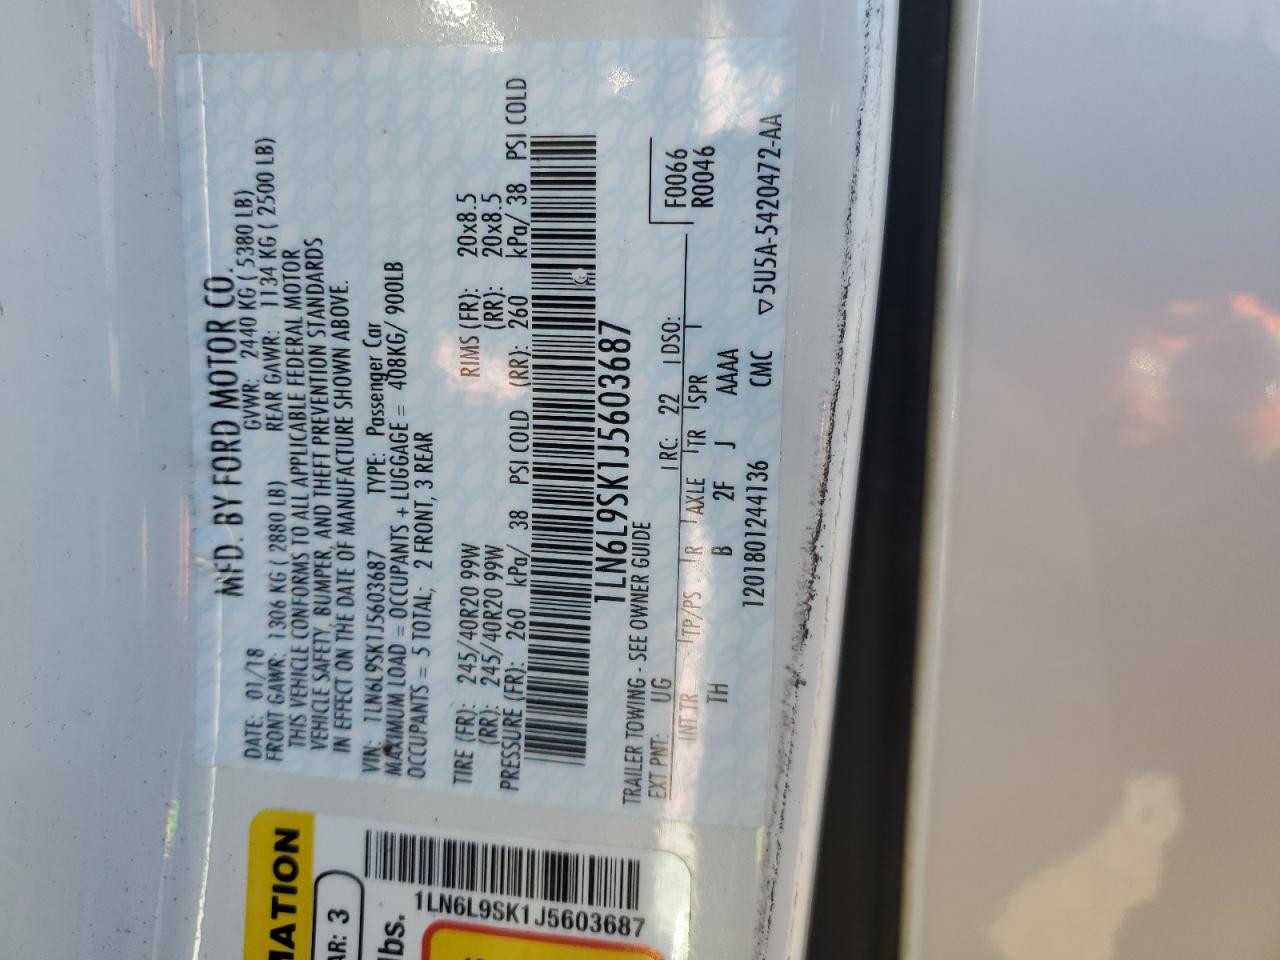 MFD. BY FORD MOTOR CO.
DATE: 01/18 GVWR: 2440 KG ( 5380 LB)
FRONT GAWR: 1306 KG ( 2880 LB) REAR GAWR: 1134 KG ( 2500 LB)
THIS VEHICLE CONFORMS TO ALL APPLICABLE FEDERAL MOTOR
VEHICLE SAFETY, BUMPER, AND THEFT PREVENTION STANDARDS
IN EFFECT ON THE DATE OF MANUFACTURE SHOWN ABOVE.
VIN: 1LN6L9SK1J5603687 TYPE: Passenger Car
MAXIMUM LOAD = OCCUPANTS + LUGGAGE = 408KG/ 900LB
OCCUPANTS = 5 TOTAL; 2 FRONT, 3 REAR
TIRE (FR): 245/40R20 99W RIMS (FR): 20x8.5
(RR): 245/40R20 99W (RR): 20x8.5
PRESSURE (FR): 260 kPa/ 38 PSI COLD (RR): 260 kPa/ 38 PSI COLD
1LN6L9SK1J5603687
TRAILER TOWING - SEE OWNER GUIDE
EXT PNT: UG RC: 22 DSO: F0066
INT TR TP/PS R AXLE TR SPR R0046
TH B 2F J AAAA
1201801244136 CMC ▽5U5A-5420472-AA
MATION
AR: 3
lbs.
1LN6L9SK1J5603687